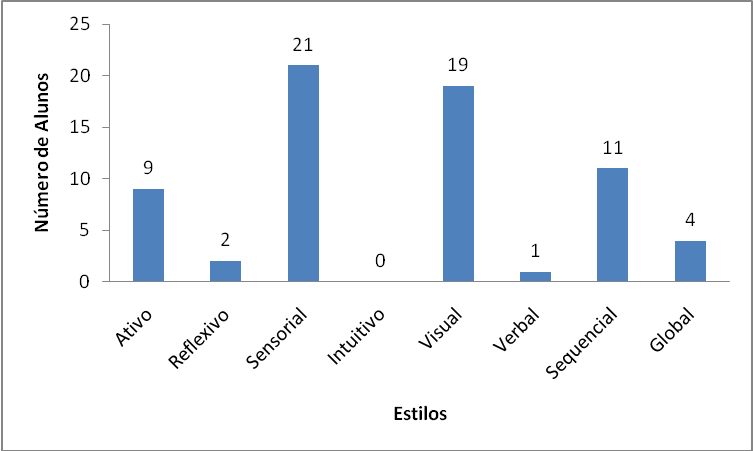 Número de Alunos
25
20
15
10
5
0
9
2
21
0
19
1
11
4
Ativo
Reflexivo
Sensorial
Intuitivo
Visual
Verbal
Sequencial
Global
Estilos